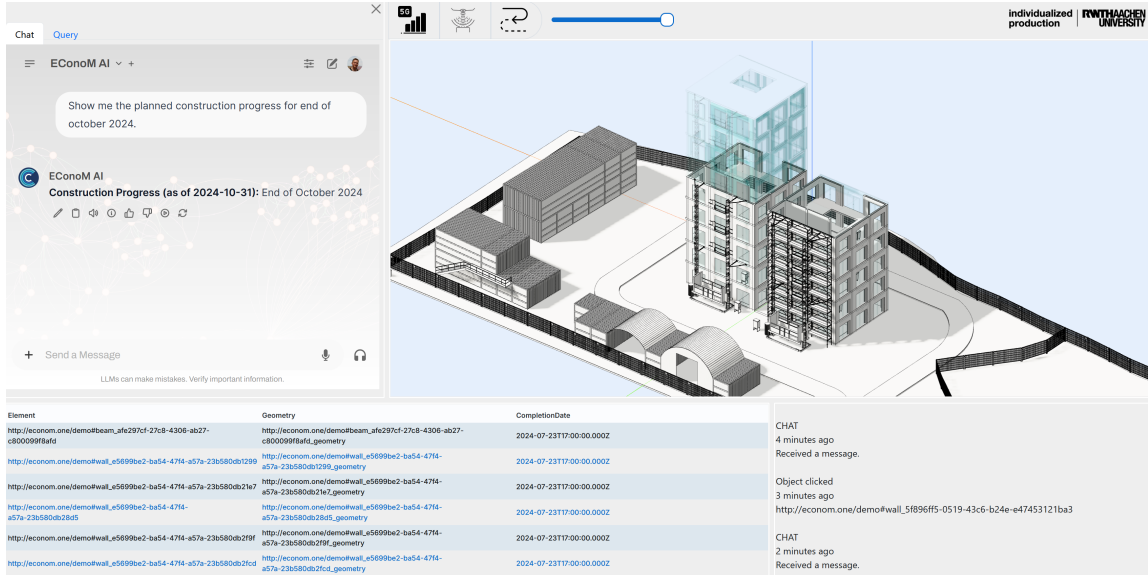 Chat
Query
EConoM AI
Show me the planned construction progress for end of
october 2024.
EConoM AI
Construction Progress (as of 2024-10-31): End of October 2024
Send a Message
LLMs can make mistakes. Verify important information.
5G
individualized
production
RWTHAACHEN
UNIVERSITY
Element
Geometry
CompletionDate
http://econom.one/demo#beam_afe297cf-27c8-4306-ab27-
c800099f8afd
http://econom.one/demo#beam_afe297cf-27c8-4306-ab27-
c800099f8afd_geometry
2024-07-23T17:00:00.000Z
http://econom.one/demo#wall_e5699be2-ba54-47f4-a57a-23b580db1299
http://econom.one/demo#wall_e5699be2-ba54-47f4-
a57a-23b580db1299_geometry
2024-07-23T17:00:00.000Z
http://econom.one/demo#wall_e5699be2-ba54-47f4-a57a-23b580db21e7
http://econom.one/demo#wall_e5699be2-ba54-47f4-
a57a-23b580db21e7_geometry
2024-07-23T17:00:00.000Z
http://econom.one/demo#wall_e5699be2-ba54-47f4-
a57a-23b580db28d5
http://econom.one/demo#wall_e5699be2-ba54-47f4-
a57a-23b580db28d5_geometry
2024-07-23T17:00:00.000Z
http://econom.one/demo#wall_e5699be2-ba54-47f4-a57a-23b580db2f9f
http://econom.one/demo#wall_e5699be2-ba54-47f4-
a57a-23b580db2f9f_geometry
2024-07-23T17:00:00.000Z
http://econom.one/demo#wall_e5699be2-ba54-47f4-a57a-23b580db2fcd
http://econom.one/demo#wall_e5699be2-ba54-47f4-
a57a-23b580db2fcd_geometry
2024-07-23T17:00:00.000Z
CHAT
4 minutes ago
Received a message.
Object clicked
3 minutes ago
http://econom.one/demo#wall_5f896ff5-0519-43c6-b24e-e47453121ba3
CHAT
2 minutes ago
Received a message.